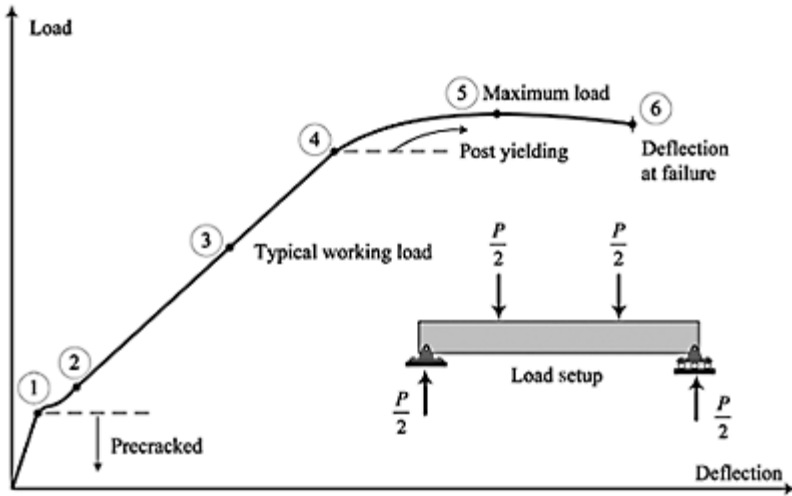 Load
5 Maximum load
6
4
Post yielding
Deflection
at failure
3
Typical working load
P
2
P
2
2
1
Load setup
P
2
P
2
Precracked
Deflection